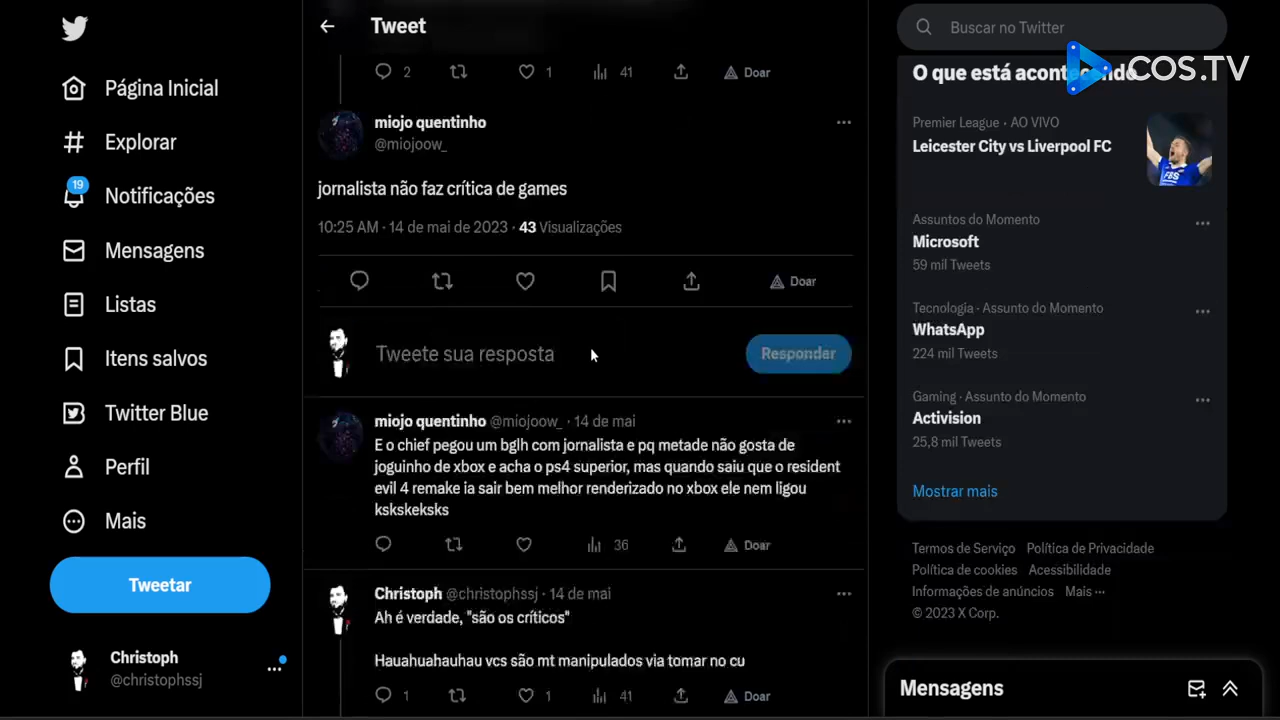 Página Inicial
Explorar
19
Notificações
Mensagens
Listas
Itens salvos
Twitter Blue
Perfil
Mais
Tweetar
Christoph
@christophssj
Tweet
2 1 41 Doar
miojo quentinho
@miojoow_
jornalista não faz crítica de games
10:25 AM · 14 de mai de 2023 · 43 Visualizações
Doar
Tweete sua resposta
Responder
miojo quentinho @miojoow_ · 14 de mai
E o chief pegou um bglh com jornalista e pq metade não gosta de
joguinho de xbox e acha o ps4 superior, mas quando saiu que o resident
evil 4 remake ia sair bem melhor renderizado no xbox ele nem ligou
kskskeksks
36 Doar
Christoph @christophssj · 14 de mai
Ah é verdade, "são os críticos"
Hauahuahauhau vcs são mt manipulados via tomar no cu
1 1 41 Doar
Buscar no Twitter
COS.TV
O que está acontecendo
Premier League · AO VIVO
Leicester City vs Liverpool FC
FBS
Assuntos do Momento
Microsoft
59 mil Tweets
Tecnologia · Assunto do Momento
WhatsApp
224 mil Tweets
Gaming · Assunto do Momento
Activision
25,8 mil Tweets
Mostrar mais
Termos de Serviço Política de Privacidade
Política de cookies Acessibilidade
Informações de anúncios Mais ···
© 2023 X Corp.
Mensagens